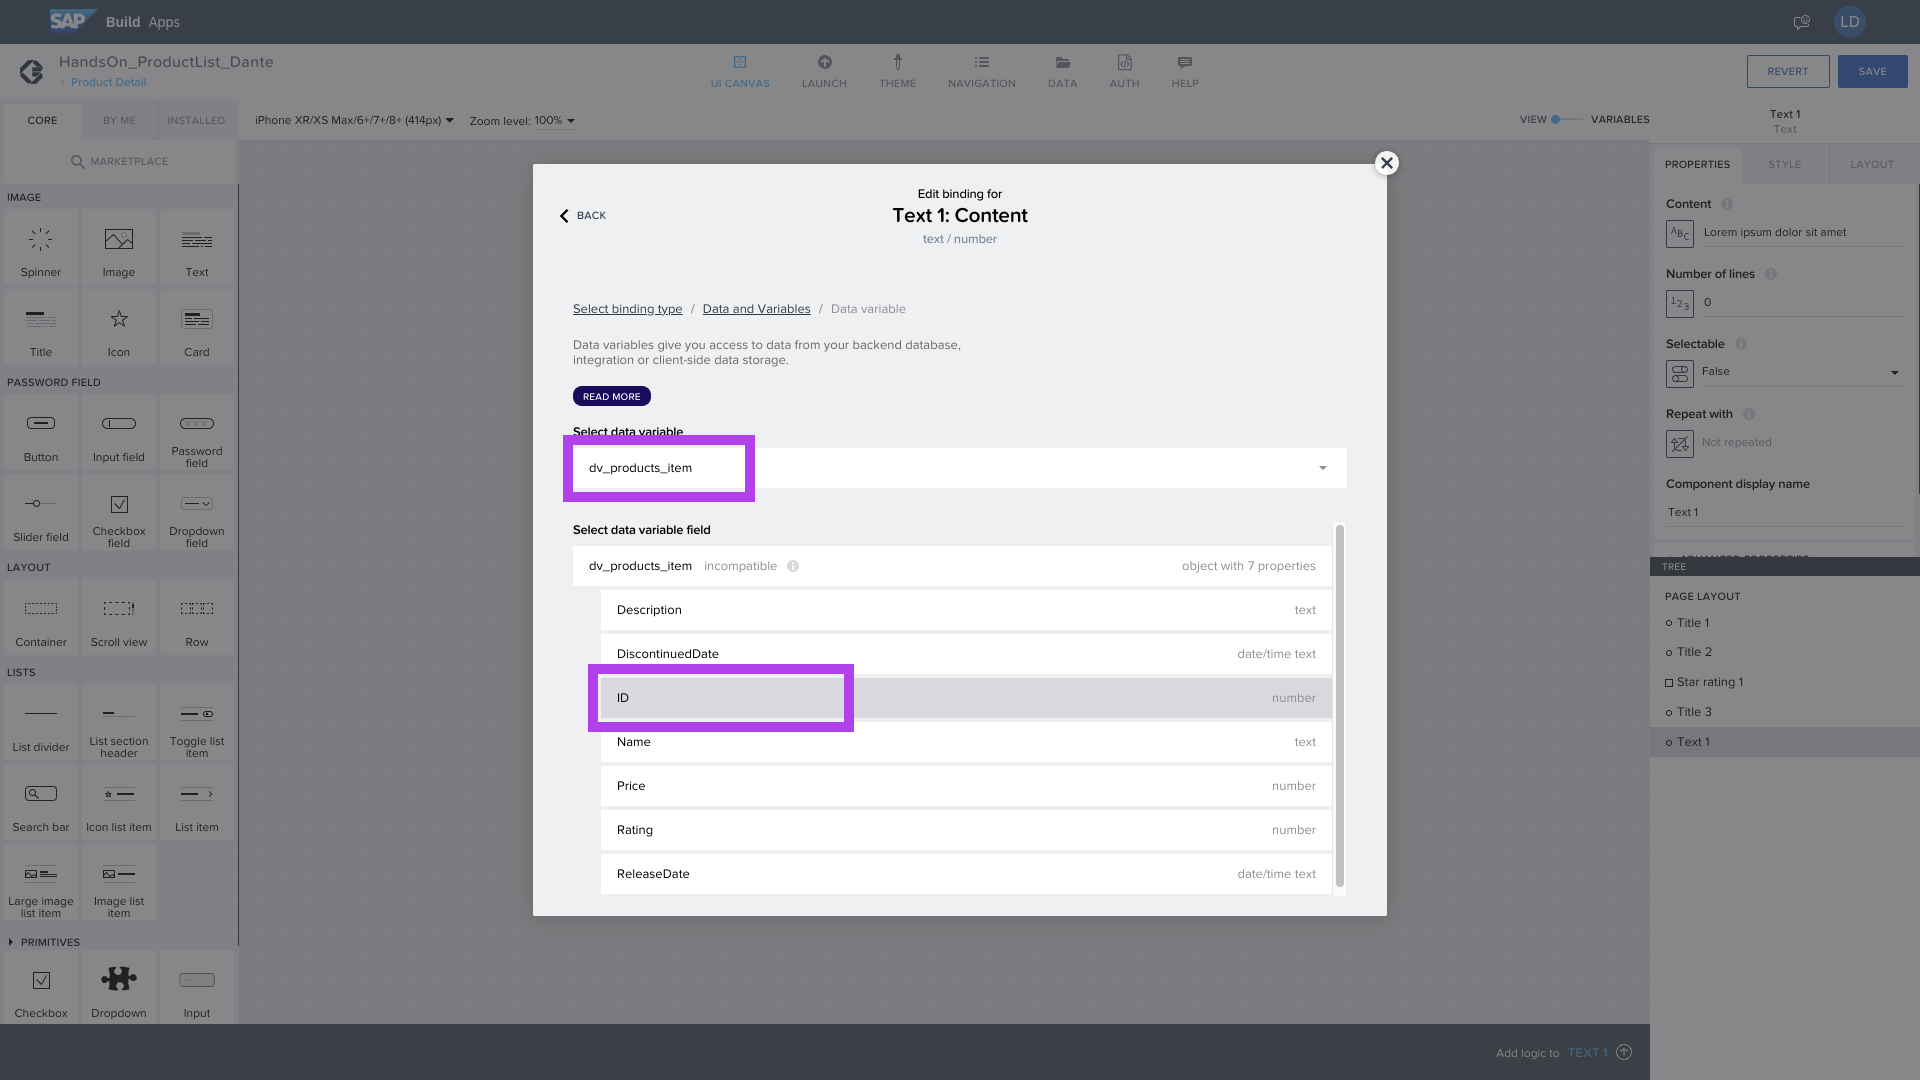 SAP Build Apps
LD
HandsOn_ProductList_Dante
Product Detail
UI CANVAS
LAUNCH
THEME
NAVIGATION
DATA
AUTH
HELP
REVERT
SAVE
CORE
BY ME
INSTALLED
iPhone XR/XS Max/6+/7+/8+ (414px)
Zoom level: 100%
VIEW
VARIABLES
Text 1
Text
MARKETPLACE
PROPERTIES
STYLE
LAYOUT
IMAGE
Spinner
Image
Text
Title
Icon
Card
PASSWORD FIELD
Button
Input field
Password
field
Slider field
Checkbox
field
Dropdown
field
LAYOUT
Container
Scroll view
Row
LISTS
List divider
List section
header
Toggle list
item
Search bar
Icon list item
List item
Large image
list item
Image list
item
PRIMITIVES
Checkbox
Dropdown
Input
Edit binding for
BACK
Text 1: Content
text / number
Select binding type / Data and Variables / Data variable
Data variables give you access to data from your backend database,
integration or client-side data storage.
READ MORE
Select data variable
dv_products_item
Select data variable field
dv_products_item incompatible object with 7 properties
Description text
DiscontinuedDate date/time text
ID number
Name text
Price number
Rating number
ReleaseDate date/time text
Content
ABC Lorem ipsum dolor sit amet
Number of lines
123 0
Selectable
False
Repeat with
Not repeated
Component display name
Text 1
ADVANCED PROPERTIES
TREE
PAGE LAYOUT
Title 1
Title 2
Star rating 1
Title 3
Text 1
Add logic to TEXT 1